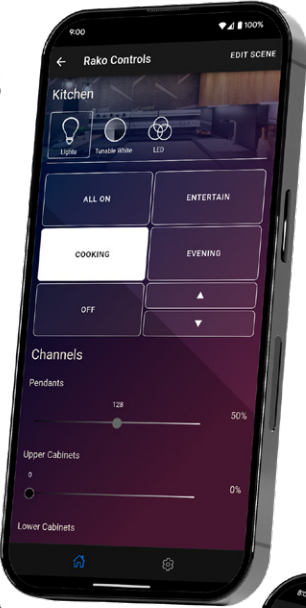 9:00 100%
Rako Controls EDIT SCENE
Kitchen
Lights Tunable White LED
ALL ON ENTERTAIN
COOKING EVENING
OFF
Channels
Pendants
128
50%
Upper Cabinets
0
0%
Lower Cabinets